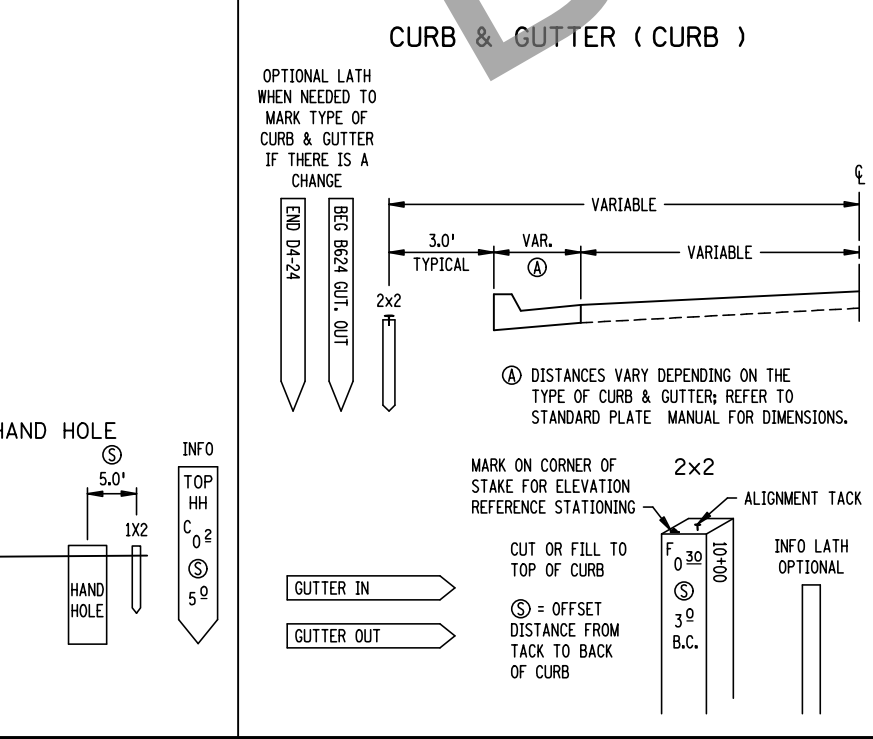 CURB & GUTTER ( CURB )
OPTIONAL LATH
WHEN NEEDED TO
MARK TYPE OF
CURB & GUTTER
IF THERE IS A
CHANGE
END D4-24
BEG B624 GUT. OUT
2x2
VARIABLE
3.0'
TYPICAL
VAR.
Ⓐ
VARIABLE
℄
Ⓐ DISTANCES VARY DEPENDING ON THE
TYPE OF CURB & GUTTER; REFER TO
STANDARD PLATE MANUAL FOR DIMENSIONS.
HAND HOLE
Ⓢ
5.0'
1X2
HAND
HOLE
INFO
TOP
HH
C 0 2
Ⓢ
5 0
GUTTER IN
GUTTER OUT
MARK ON CORNER OF
STAKE FOR ELEVATION
REFERENCE STATIONING
2x2
ALIGNMENT TACK
CUT OR FILL TO
TOP OF CURB
Ⓢ = OFFSET
DISTANCE FROM
TACK TO BACK
OF CURB
F 0 30
Ⓢ
3 0
B.C.
10+00
INFO LATH
OPTIONAL